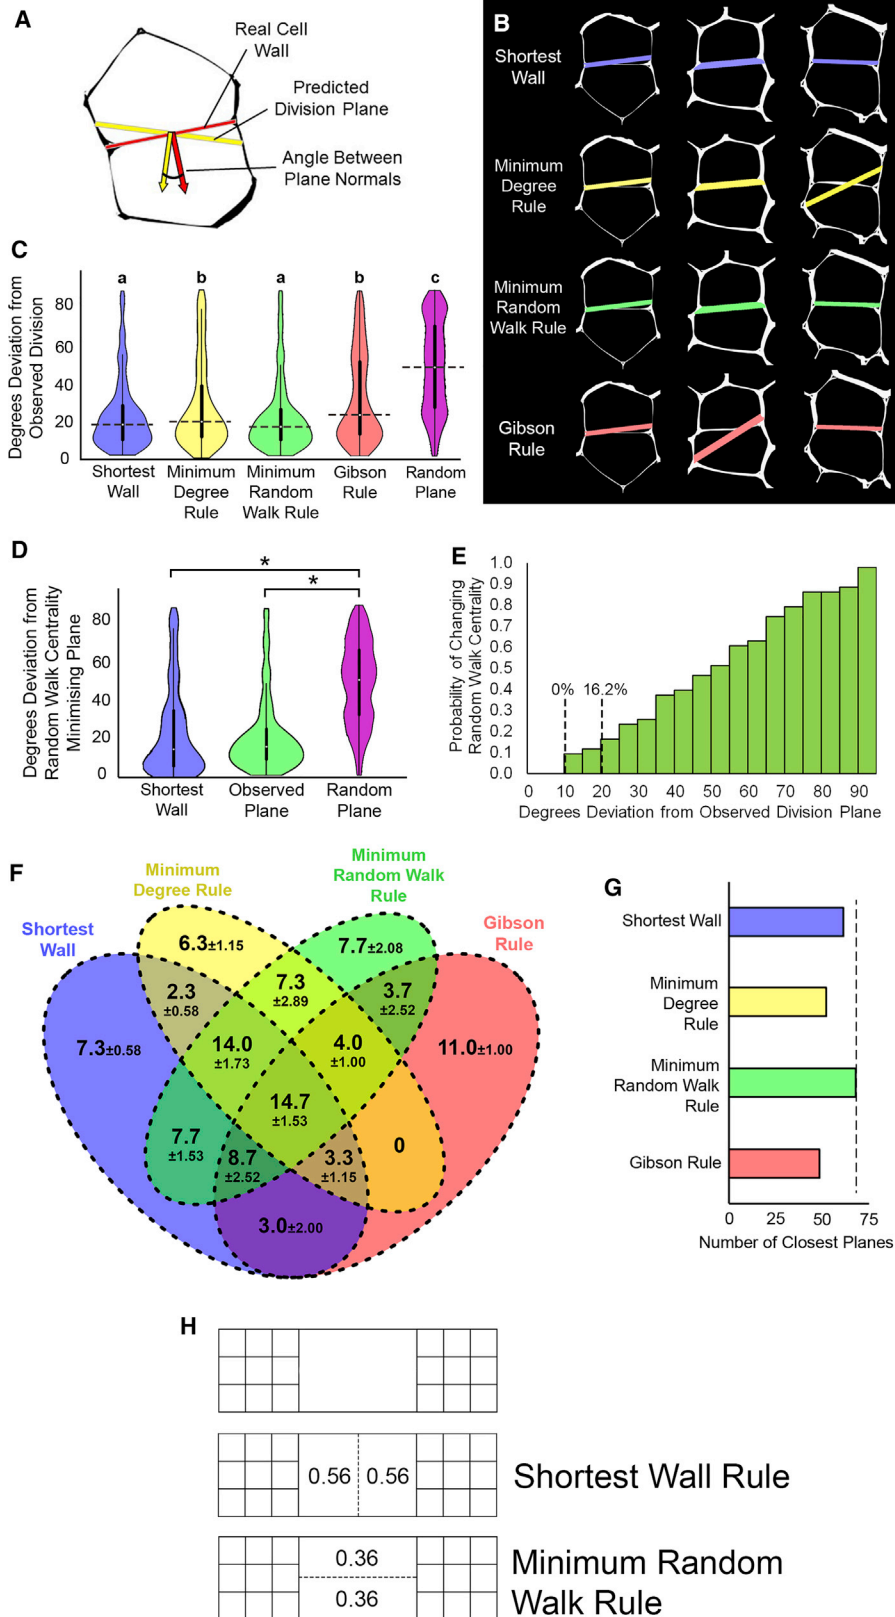 A
Real Cell
Wall
Predicted
Division Plane
Angle Between
Plane Normals
B
Shortest
Wall
Minimum
Degree
Rule
Minimum
Random
Walk Rule
Gibson
Rule
C
Degrees Deviation from
Observed Division
80
60
40
20
0
a
b
a
b
c
Shortest
Wall
Minimum
Degree
Rule
Minimum
Random
Walk Rule
Gibson
Rule
Random
Plane
D
Degrees Deviation from
Random Walk Centrality
Minimising Plane
80
60
40
20
0
*
*
Shortest
Wall
Observed
Plane
Random
Plane
E
Probability of Changing
Random Walk Centrality
1.0
0.9
0.8
0.7
0.6
0.5
0.4
0.3
0.2
0.1
0.0
0% 16.2%
0 10 20 30 40 50 60 70 80 90
Degrees Deviation from Observed Division Plane
F
Shortest
Wall
Minimum
Degree Rule
Minimum
Random Walk
Rule
Gibson
Rule
6.3±1.15
7.7±2.08
2.3
±0.58
7.3
±2.89
3.7
±2.52
7.3±0.58
14.0
±1.73
4.0
±1.00
11.0±1.00
14.7
±1.53
7.7
±1.53
8.7
±2.52
3.3
±1.15
0
3.0±2.00
G
Shortest Wall
Minimum
Degree
Rule
Minimum
Random Walk
Rule
Gibson Rule
0 25 50 75
Number of Closest Planes
H
0.56 0.56
Shortest Wall Rule
0.36
0.36
Minimum Random
Walk Rule